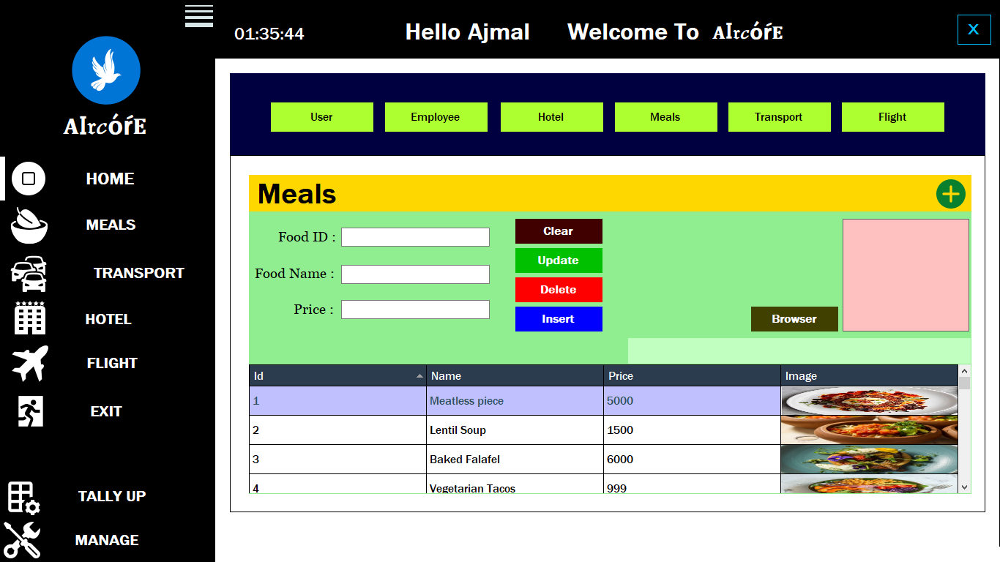 01:35:44 Hello Ajmal Welcome To AIrcóŕE X
AIrcóŕE
HOME
MEALS
TRANSPORT
HOTEL
FLIGHT
EXIT
TALLY UP
MANAGE
User Employee Hotel Meals Transport Flight
Meals
Food ID :
Food Name :
Price :
Clear
Update
Delete
Insert
Browser
Id Name Price Image
1 Meatless piece 5000
2 Lentil Soup 1500
3 Baked Falafel 6000
4 Vegetarian Tacos 999